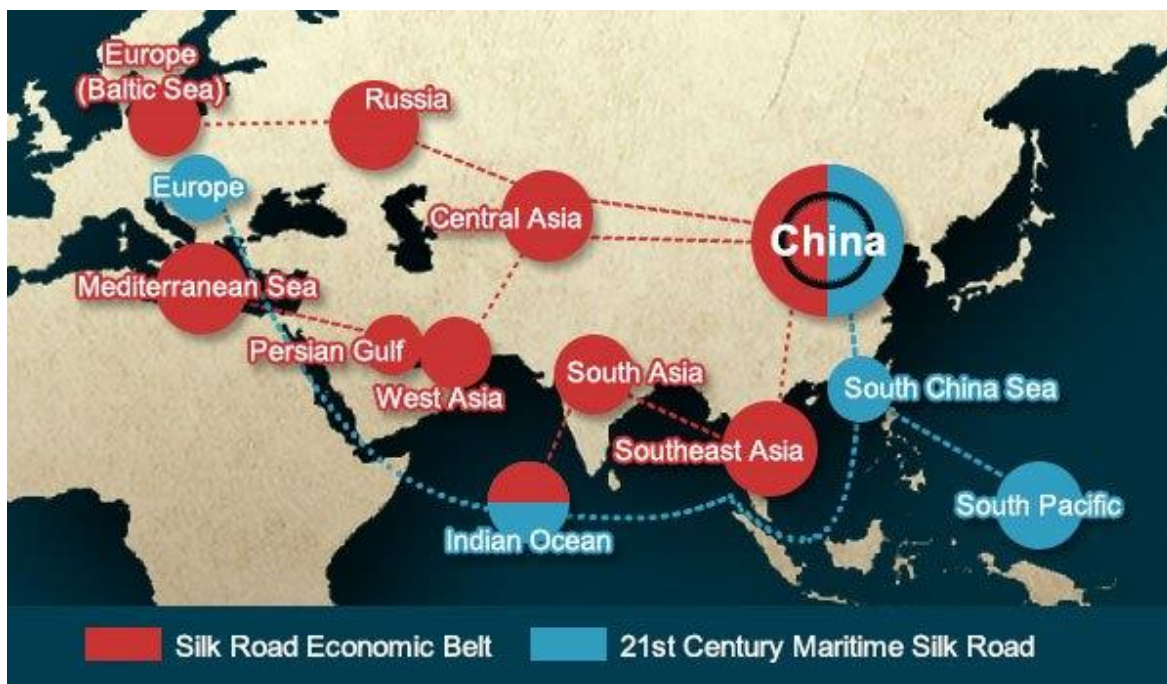 Europe
(Baltic Sea)
Russia
Europe
Central Asia
China
Mediterranean Sea
Persian Gulf
West Asia
South Asia
South China Sea
Southeast Asia
South Pacific
Indian Ocean
Silk Road Economic Belt
21st Century Maritime Silk Road